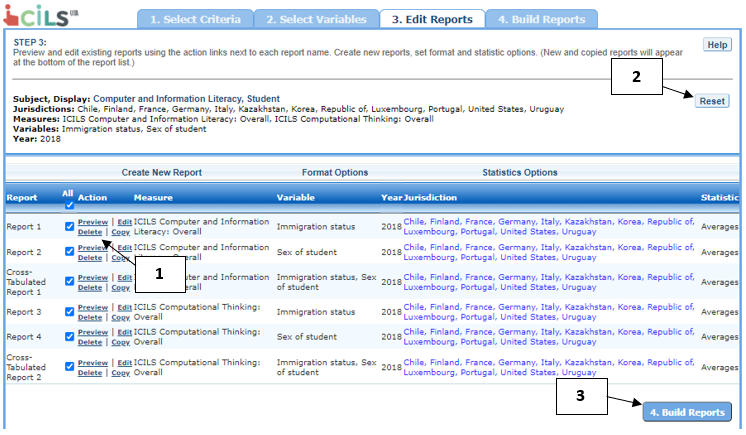 iCILS
1. Select Criteria
2. Select Variables
3. Edit Reports
4. Build Reports
STEP 3:
Preview and edit existing reports using the action links next to each report name. Create new reports, set format and statistic options. (New and copied reports will appear
at the bottom of the report list.)
Help
2
Reset
Subject, Display: Computer and Information Literacy, Student
Jurisdictions: Chile, Finland, France, Germany, Italy, Kazakhstan, Korea, Republic of, Luxembourg, Portugal, United States, Uruguay
Measures: ICILS Computer and Information Literacy: Overall, ICILS Computational Thinking: Overall
Variables: Immigration status, Sex of student
Year: 2018
Create New Report Format Options Statistics Options
Report All Action Measure Variable Year Jurisdiction Statistic
Report 1 Preview | Edit ICILS Computer and Information Immigration status 2018 Chile, Finland, France, Germany, Italy, Kazakhstan, Korea, Republic of, Averages
Delete | Copy Literacy: Overall Luxembourg, Portugal, United States, Uruguay
Report 2 Preview | Edit ICILS Computer and Information Sex of student 2018 Chile, Finland, France, Germany, Italy, Kazakhstan, Korea, Republic of, Averages
Delete Copy Overall Luxembourg, Portugal, United States, Uruguay
1
Cross-
Tabulated
Report 1
Preview Edit Computer and Information Immigration status, Sex 2018 Chile, Finland, France, Germany, Italy, Kazakhstan, Korea, Republic of, Averages
Delete Copy Overall of student Luxembourg, Portugal, United States, Uruguay
Report 3 Preview | Edit ICILS Computational Thinking: Immigration status 2018 Chile, Finland, France, Germany, Italy, Kazakhstan, Korea, Republic of, Averages
Delete | Copy Overall Luxembourg, Portugal, United States, Uruguay
Report 4 Preview | Edit ICILS Computational Thinking: Sex of student 2018 Chile, Finland, France, Germany, Italy, Kazakhstan, Korea, Republic of, Averages
Delete | Copy Overall Luxembourg, Portugal, United States, Uruguay
Cross-
Tabulated
Report 2
Preview | Edit ICILS Computational Thinking: Immigration status, Sex 2018 Chile, Finland, France, Germany, Italy, Kazakhstan, Korea, Republic of, Averages
Delete | Copy Overall of student Luxembourg, Portugal, United States, Uruguay
3
4. Build Reports